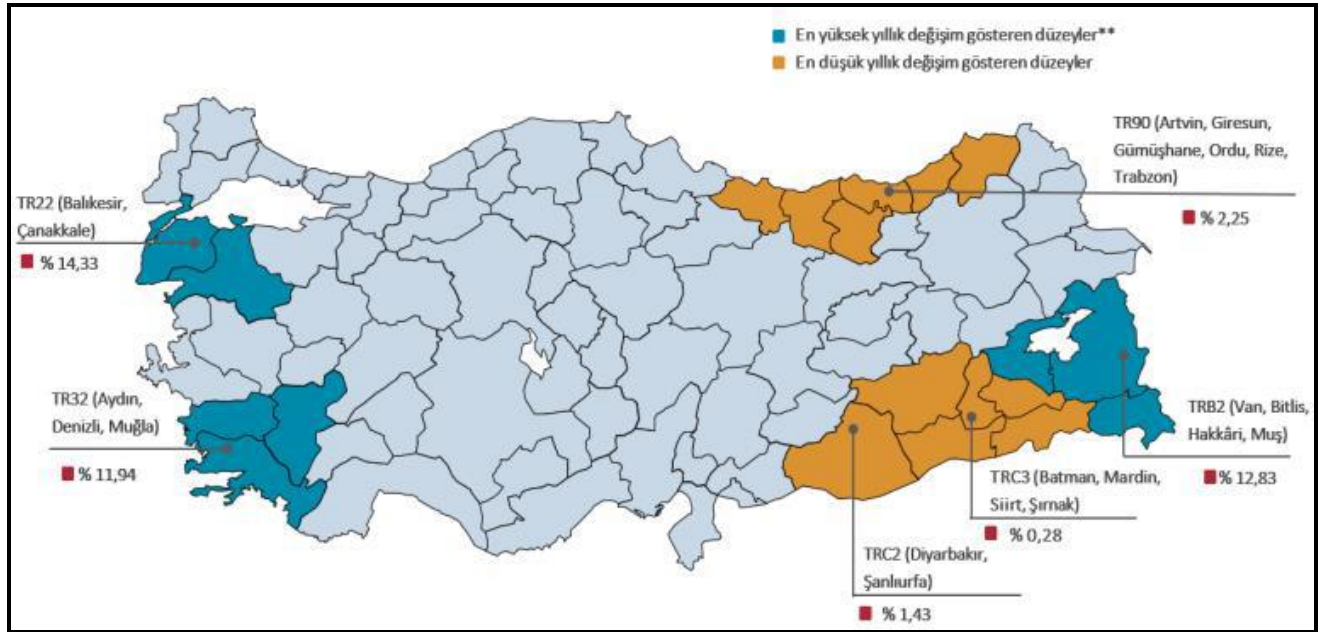 En yüksek yıllık değişim gösteren düzeyler**
En düşük yıllık değişim gösteren düzeyler
TR90 (Artvin, Giresun,
Gümüşhane, Ordu, Rize,
Trabzon)
% 2,25
TR22 (Balıkesir,
Çanakkale)
% 14,33
TR32 (Aydın,
Denizli, Muğla)
% 11,94
TRB2 (Van, Bitlis,
Hakkâri, Muş)
% 12,83
TRC3 (Batman, Mardin,
Siirt, Şırnak)
% 0,28
TRC2 (Diyarbakır,
Şanlıurfa)
% 1,43